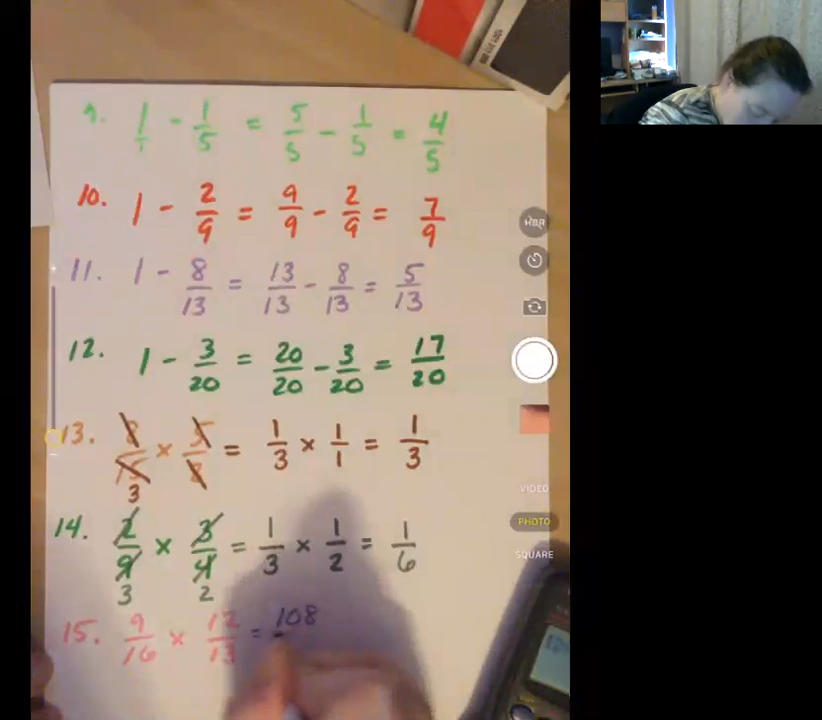 9. 1/1 - 1/5 = 5/5 - 1/5 = 4/5
10. 1 - 2/9 = 9/9 - 2/9 = 7/9
11. 1 - 8/13 = 13/13 - 8/13 = 5/13
12. 1 - 3/20 = 20/20 - 3/20 = 17/20
13. 8/15 × 5/8 = 1/3 × 1/1 = 1/3
3
14. 2/9 × 3/4 = 1/3 × 1/2 = 1/6
3 2
15. 9/16 × 12/13 = 108
HDR
VIDEO
PHOTO
SQUARE